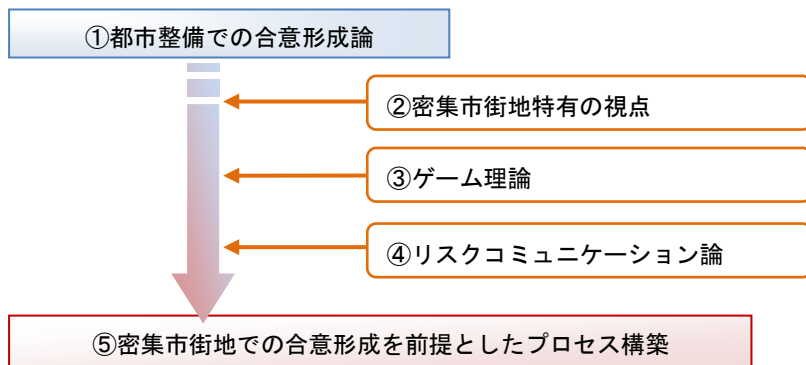 ①都市整備での合意形成論
②密集市街地特有の視点
③ゲーム理論
④リスクコミュニケーション論
⑤密集市街地での合意形成を前提としたプロセス構築